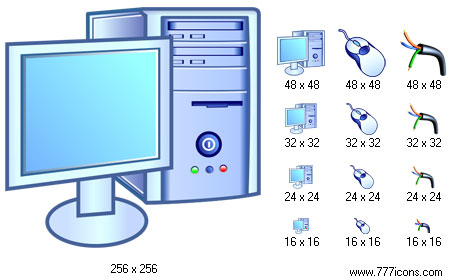 48 x 48 48 x 48 48 x 48
32 x 32 32 x 32 32 x 32
24 x 24 24 x 24 24 x 24
16 x 16 16 x 16 16 x 16
256 x 256
www.777icons.com